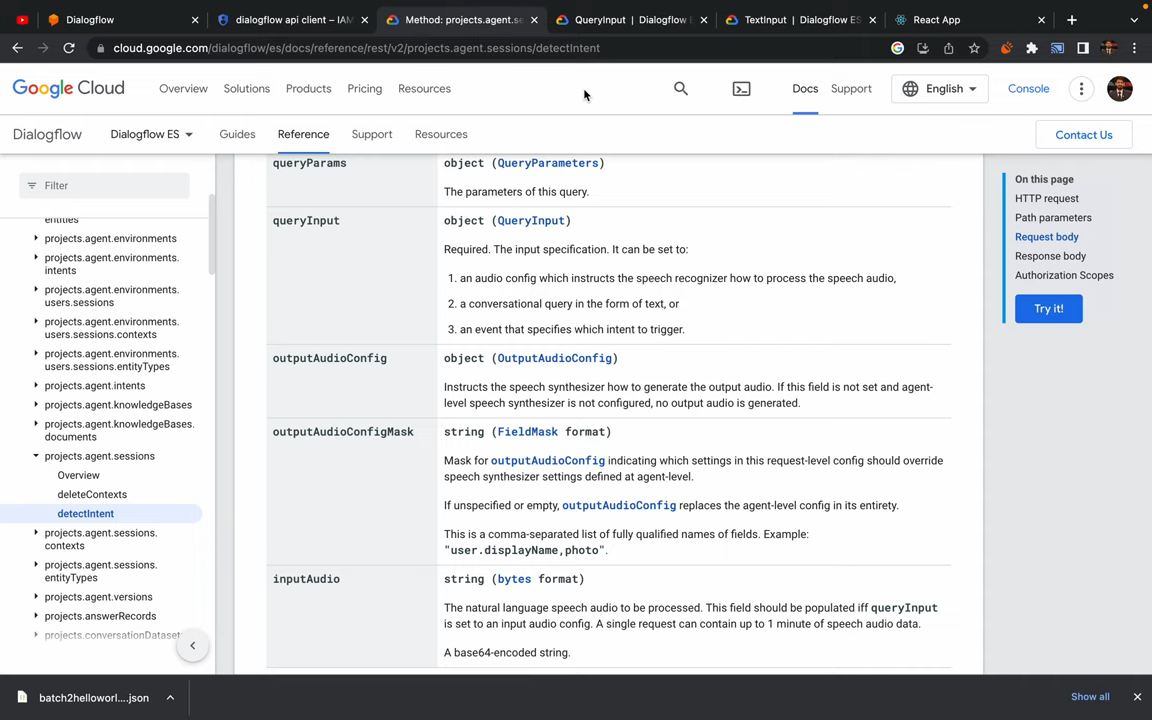 Dialogflow
dialogflow api client – IAM
Method: projects.agent.se
QueryInput | Dialogflow E
TextInput | Dialogflow ES
React App
cloud.google.com/dialogflow/es/docs/reference/rest/v2/projects.agent.sessions/detectIntent
Google Cloud
Overview
Solutions
Products
Pricing
Resources
Docs
Support
English
Console
Dialogflow
Dialogflow ES
Guides
Reference
Support
Resources
Contact Us
Filter
entities
projects.agent.environments
projects.agent.environments.
intents
projects.agent.environments.
users.sessions
projects.agent.environments.
users.sessions.contexts
projects.agent.environments.
users.sessions.entityTypes
projects.agent.intents
projects.agent.knowledgeBases
projects.agent.knowledgeBases.
documents
projects.agent.sessions
Overview
deleteContexts
detectIntent
projects.agent.sessions.
contexts
projects.agent.sessions.
entityTypes
projects.agent.versions
projects.answerRecords
projects.conversationDatasets
queryParams
object (QueryParameters)
The parameters of this query.
queryInput
object (QueryInput)
Required. The input specification. It can be set to:
1. an audio config which instructs the speech recognizer how to process the speech audio,
2. a conversational query in the form of text, or
3. an event that specifies which intent to trigger.
outputAudioConfig
object (OutputAudioConfig)
Instructs the speech synthesizer how to generate the output audio. If this field is not set and agent-
level speech synthesizer is not configured, no output audio is generated.
outputAudioConfigMask
string (FieldMask format)
Mask for outputAudioConfig indicating which settings in this request-level config should override
speech synthesizer settings defined at agent-level.
If unspecified or empty, outputAudioConfig replaces the agent-level config in its entirety.
This is a comma-separated list of fully qualified names of fields. Example:
"user.displayName,photo".
inputAudio
string (bytes format)
The natural language speech audio to be processed. This field should be populated iff queryInput
is set to an input audio config. A single request can contain up to 1 minute of speech audio data.
A base64-encoded string.
On this page
HTTP request
Path parameters
Request body
Response body
Authorization Scopes
Try it!
batch2helloworl....json
Show all